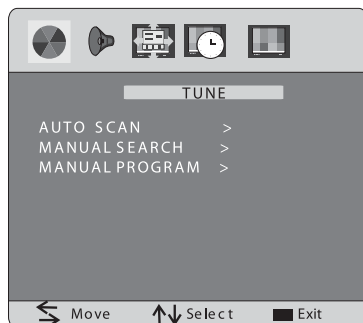 TUNE
AUTO SCAN >
MANUAL SEARCH >
MANUAL PROGRAM >
Move Select Exit